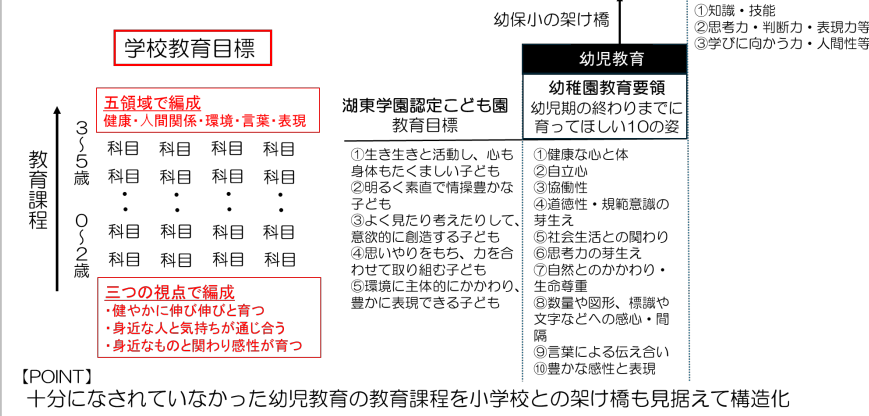 幼保小の架け橋
①知識・技能
②思考力・判断力・表現力等
③学びに向かう力・人間性等
学校教育目標
幼児教育
幼稚園教育要領
幼児期の終わりまでに
育ってほしい10の姿
五領域で編成
健康・人間関係・環境・言葉・表現
湖東学園認定こども園
教育目標
教育課程
3～5歳
科目 科目 科目 科目
科目 科目 科目 科目
： ： ： ：
0～2歳
科目 科目 科目 科目
科目 科目 科目 科目
三つの視点で編成
・健やかに伸び伸びと育つ
・身近な人と気持ちが通じ合う
・身近なものと関わり感性が育つ
①生き生きと活動し、心も
身体もたくましい子ども
②明るく素直で情操豊かな
子ども
③よく見たり考えたりして、
意欲的に創造する子ども
④思いやりをもち、力を合
わせて取り組む子ども
⑤環境に主体的にかかわり、
豊かに表現できる子ども
①健康な心と体
②自立心
③協働性
④道徳性・規範意識の
芽生え
⑤社会生活との関わり
⑥思考力の芽生え
⑦自然とのかかわり・
生命尊重
⑧数量や図形、標識や
文字などへの感心・間
隔
⑨言葉による伝え合い
⑩豊かな感性と表現
【POINT】
十分になされていなかった幼児教育の教育課程を小学校との架け橋も見据えて構造化